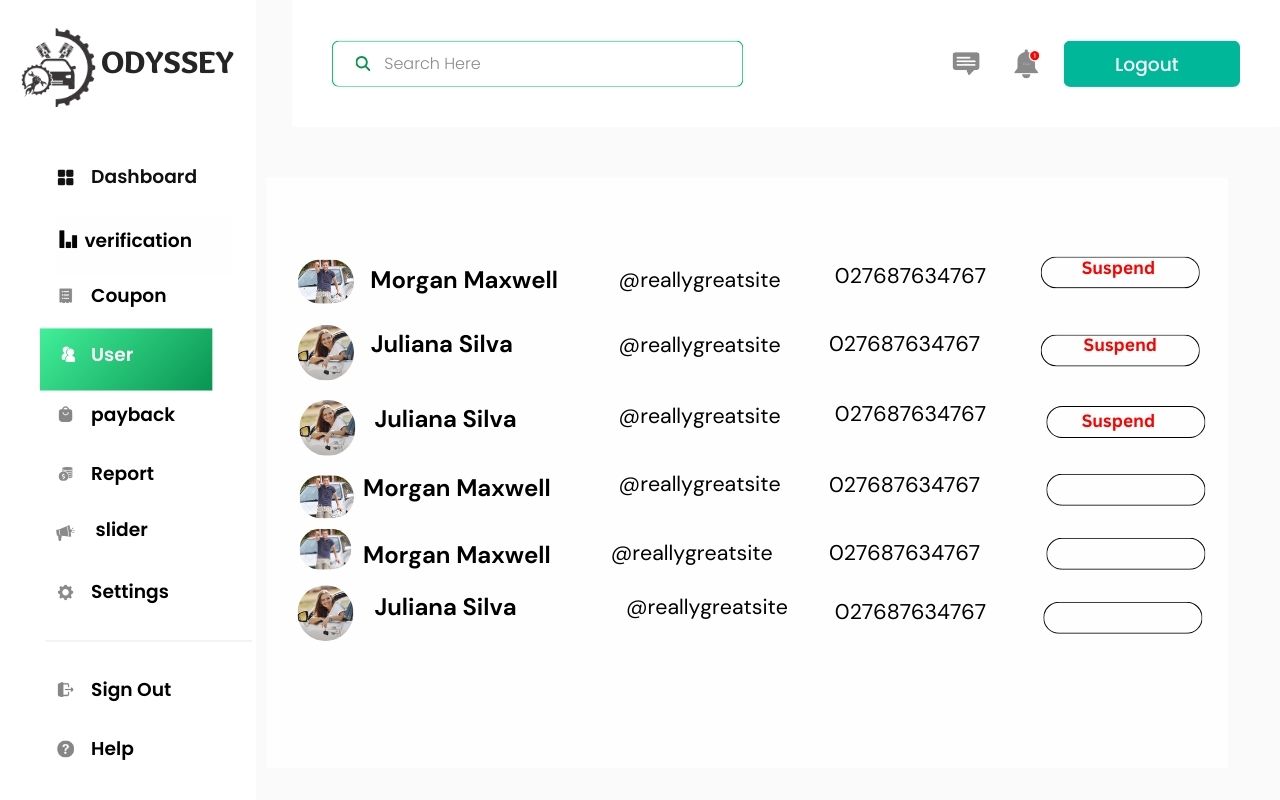 ODYSSEY
Search Here
1
Logout
Dashboard
verification
Coupon
User
payback
Report
slider
Settings
Sign Out
? Help
Morgan Maxwell @reallygreatsite 027687634767 Suspend
Juliana Silva @reallygreatsite 027687634767 Suspend
Juliana Silva @reallygreatsite 027687634767 Suspend
Morgan Maxwell @reallygreatsite 027687634767
Morgan Maxwell @reallygreatsite 027687634767
Juliana Silva @reallygreatsite 027687634767